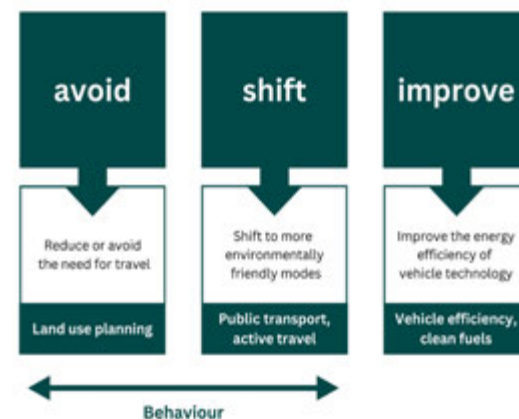 avoid
Reduce or avoid
the need for travel
Land use planning
shift
Shift to more
environmentally
friendly modes
Public transport,
active travel
improve
Improve the energy
efficiency of
vehicle technology
Vehicle efficiency,
clean fuels
Behaviour